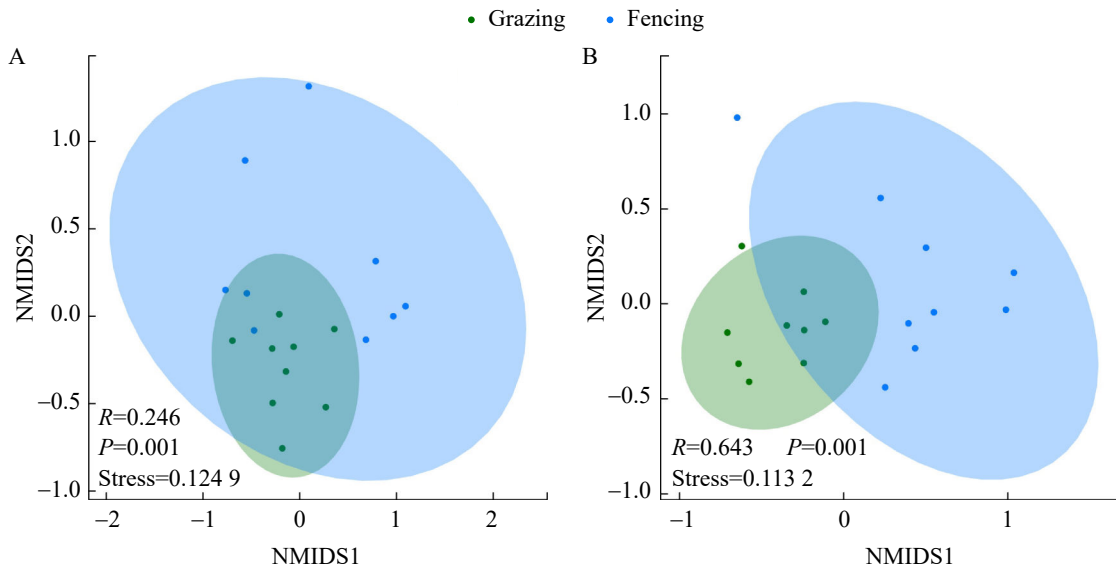 Grazing Fencing
A
B
1.0
0.5
0.0
−0.5
−1.0
NMIDS2
R=0.246
P=0.001
Stress=0.124 9
−2 −1 0 1 2
NMIDS1
1.0
0.5
0.0
−0.5
−1.0
NMIDS2
R=0.643 P=0.001
Stress=0.113 2
−1 0 1
NMIDS1